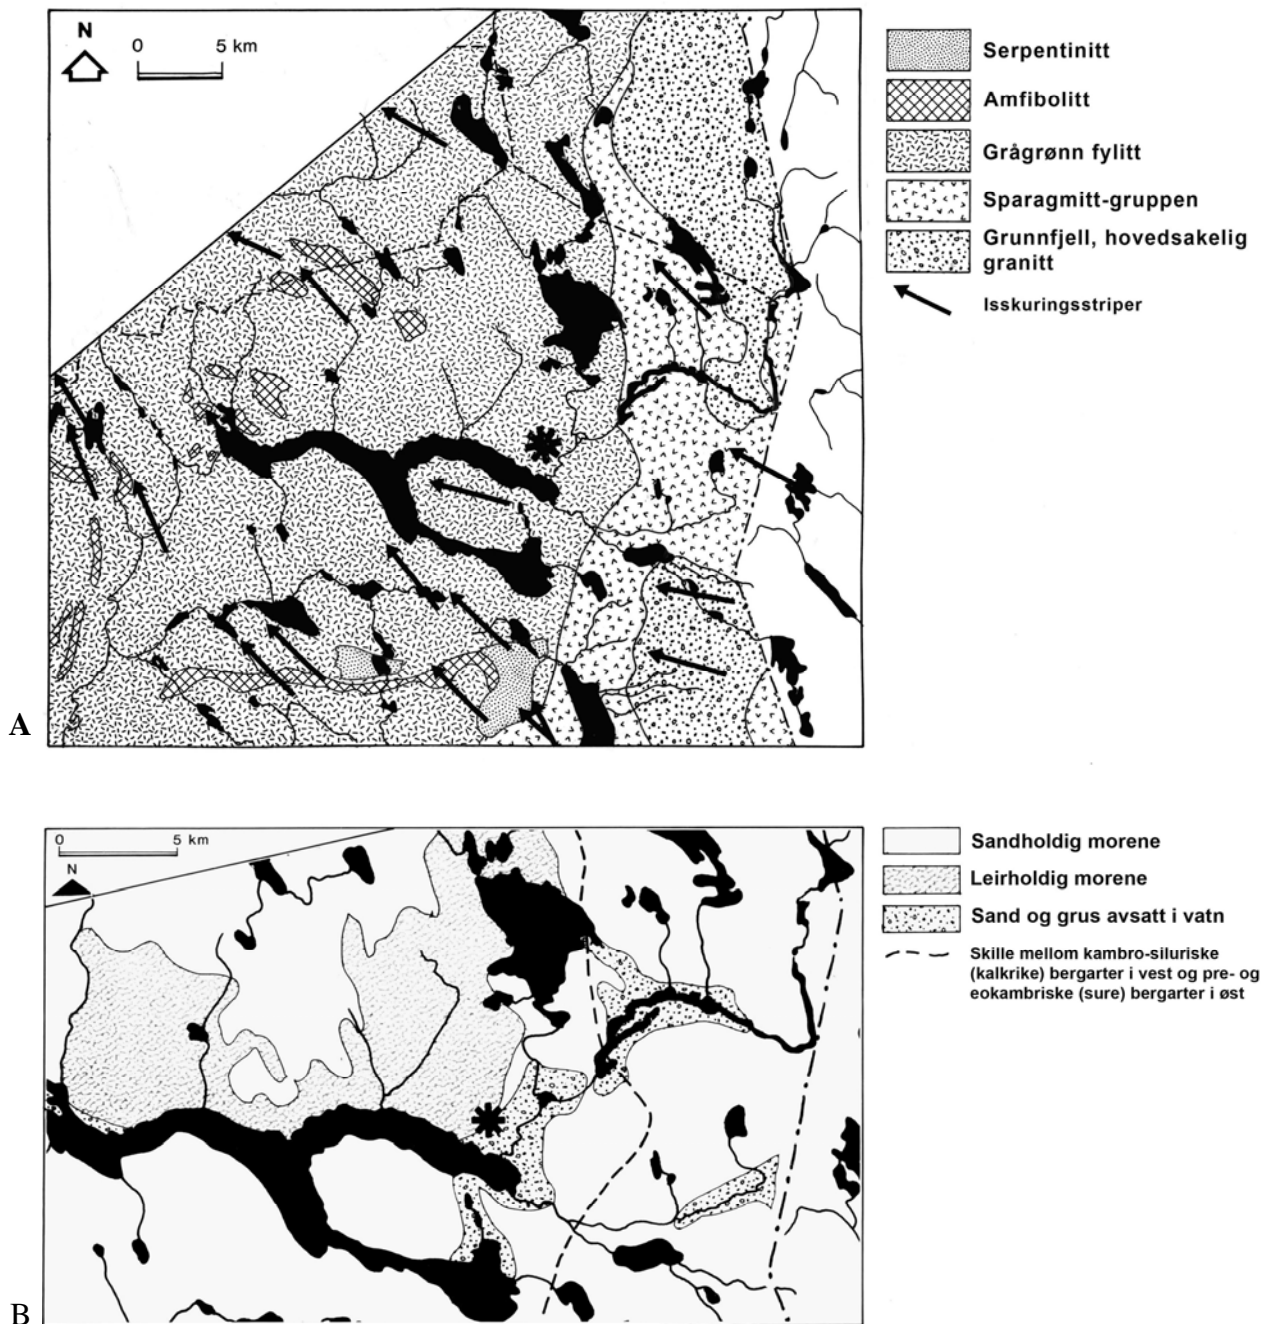 N
0 5 km
Serpentinitt
Amfibolitt
Grågrønn fylitt
Sparagmitt-gruppen
Grunnfjell, hovedsakelig
granitt
Isskuringsstriper
A
0 5 km
N
Sandholdig morene
Leirholdig morene
Sand og grus avsatt i vatn
Skille mellom kambro-siluriske
(kalkrike) bergarter i vest og pre- og
eokambriske (sure) bergarter i øst
B